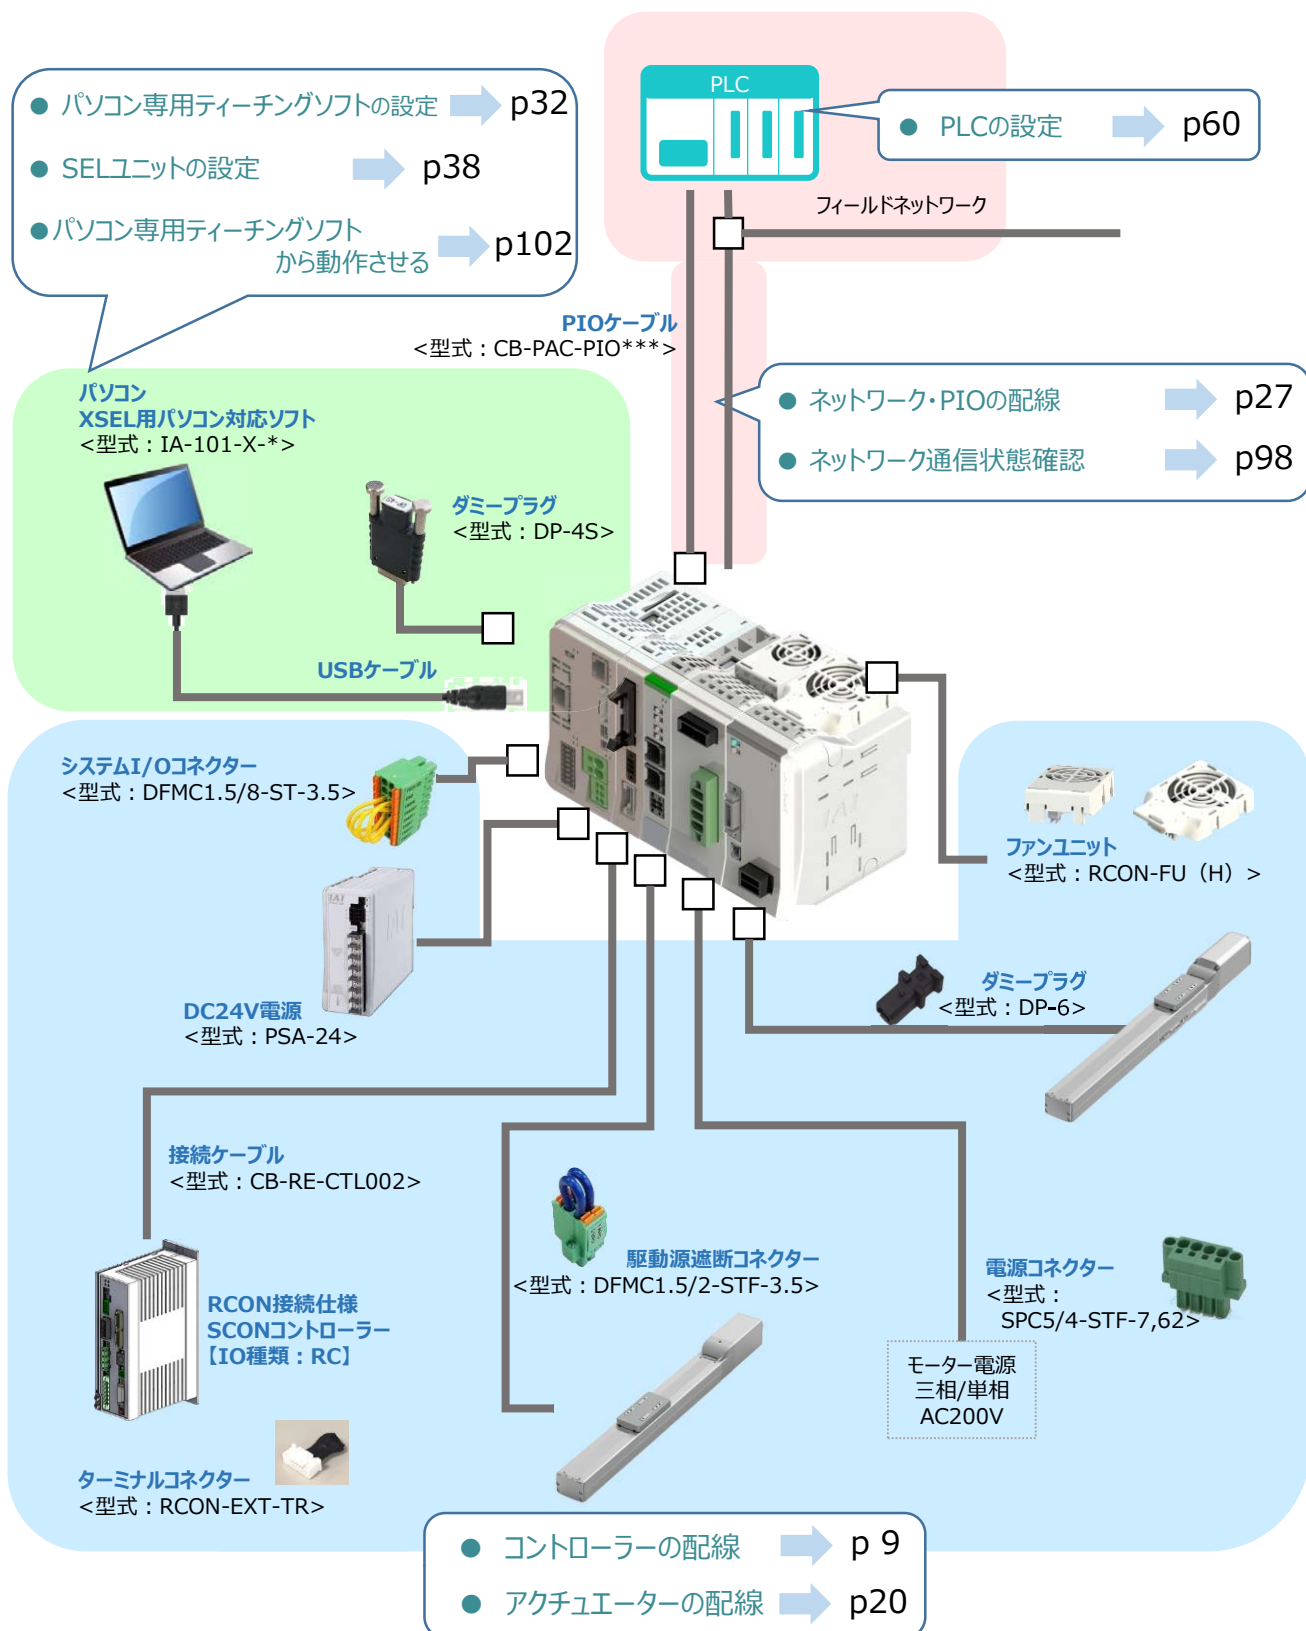 PLC
● パソコン専用ティーチングソフトの設定 p32
● SELユニットの設定 p38
● パソコン専用ティーチングソフト
から動作させる p102
● PLCの設定 p60
フィールドネットワーク
PIOケーブル
<型式：CB-PAC-PIO***>
● ネットワーク・PIOの配線 p27
● ネットワーク通信状態確認 p98
パソコン
XSEL用パソコン対応ソフト
<型式：IA-101-X-*>
ダミープラグ
<型式：DP-4S>
USBケーブル
システムI/Oコネクター
<型式：DFMC1.5/8-ST-3.5>
ファンユニット
<型式：RCON-FU（H）>
DC24V電源
<型式：PSA-24>
ダミープラグ
<型式：DP-6>
接続ケーブル
<型式：CB-RE-CTL002>
駆動源遮断コネクター
<型式：DFMC1.5/2-STF-3.5>
電源コネクター
<型式：
SPC5/4-STF-7,62>
RCON接続仕様
SCONコントローラー
【IO種類：RC】
モーター電源
三相/単相
AC200V
ターミナルコネクター
<型式：RCON-EXT-TR>
● コントローラーの配線 p 9
● アクチュエーターの配線 p20